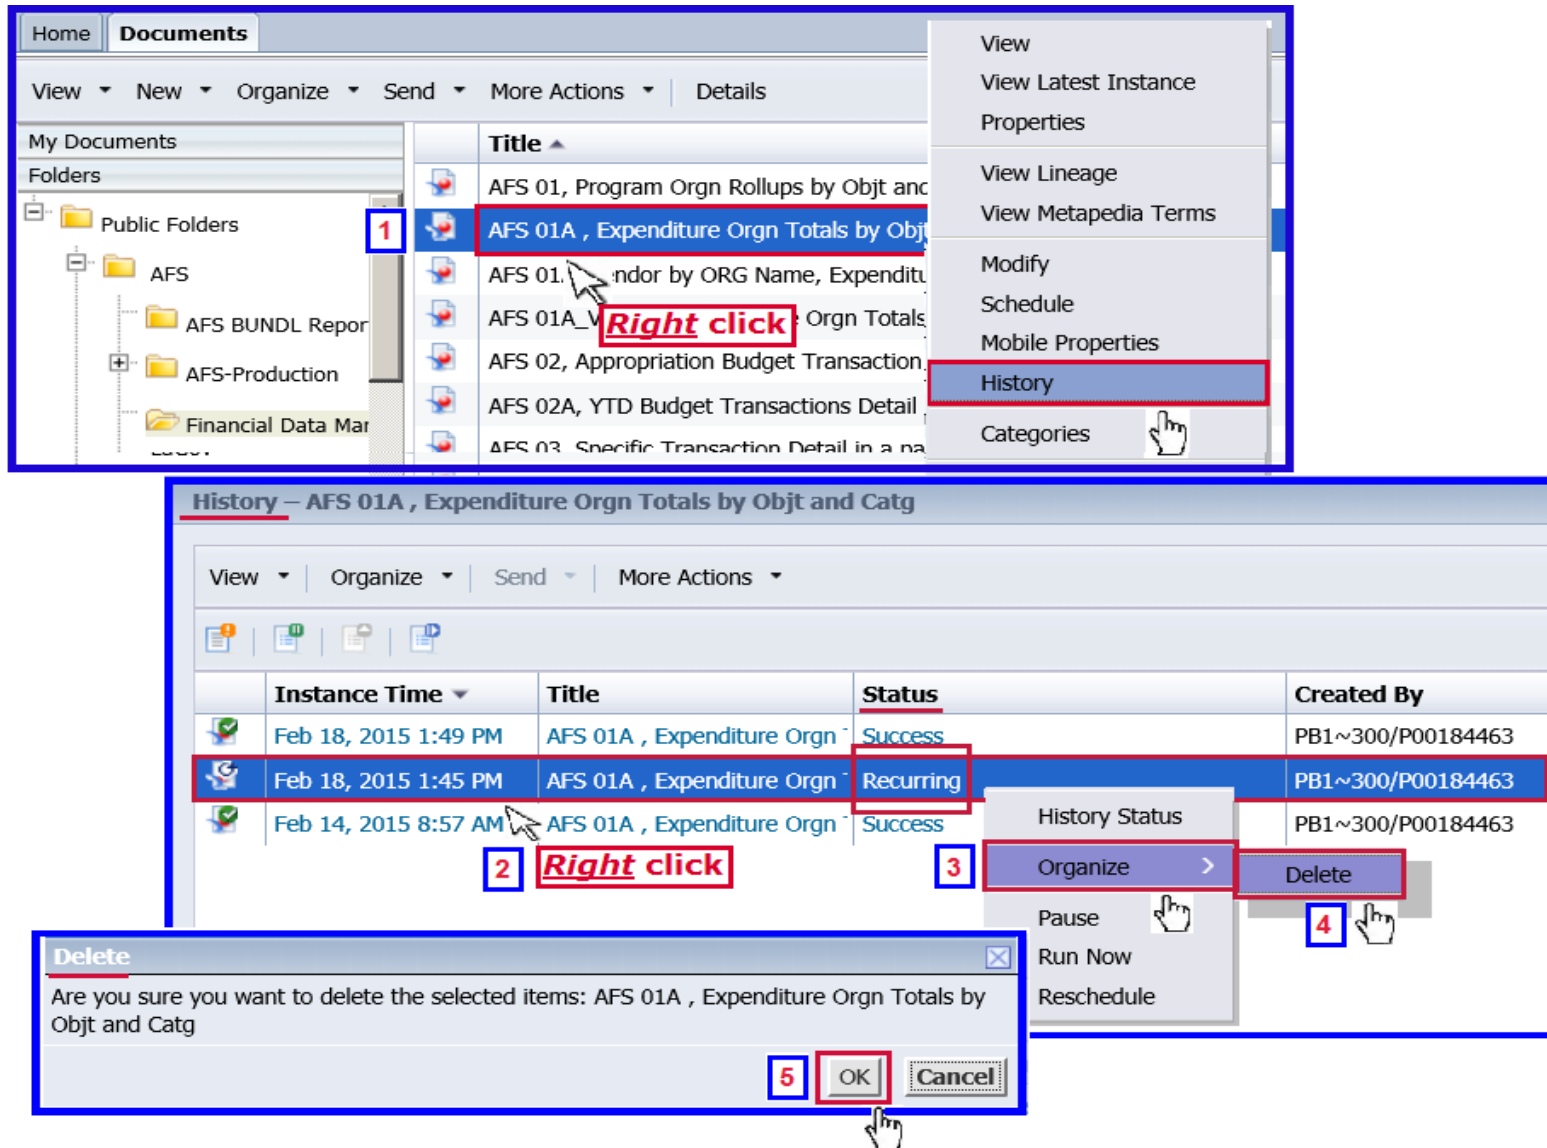 Home Documents
View New Organize Send More Actions Details
My Documents
Folders
Public Folders
AFS
AFS BUNDL Repor
AFS-Production
Financial Data Mar
Title
AFS 01, Program Orgn Rollups by Objt and
1
AFS 01A , Expenditure Orgn Totals by Obj
AFS 01 ndor by ORG Name, Expenditu
AFS 01A_V Orgn Totals
Right click
AFS 02, Appropriation Budget Transaction
AFS 02A, YTD Budget Transactions Detail
AFS 03, Specific Transaction Detail in a pa
View
View Latest Instance
Properties
View Lineage
View Metapedia Terms
Modify
Schedule
Mobile Properties
History
Categories
History – AFS 01A , Expenditure Orgn Totals by Objt and Catg
View Organize Send More Actions
Instance Time Title Status Created By
Feb 18, 2015 1:49 PM AFS 01A , Expenditure Orgn Success PB1~300/P00184463
Feb 18, 2015 1:45 PM AFS 01A , Expenditure Orgn Recurring PB1~300/P00184463
Feb 14, 2015 8:57 AM AFS 01A , Expenditure Orgn Success PB1~300/P00184463
2 Right click
History Status
3 Organize
Delete
4
Pause
Run Now
Reschedule
Delete
Are you sure you want to delete the selected items: AFS 01A , Expenditure Orgn Totals by
Objt and Catg
5 OK Cancel